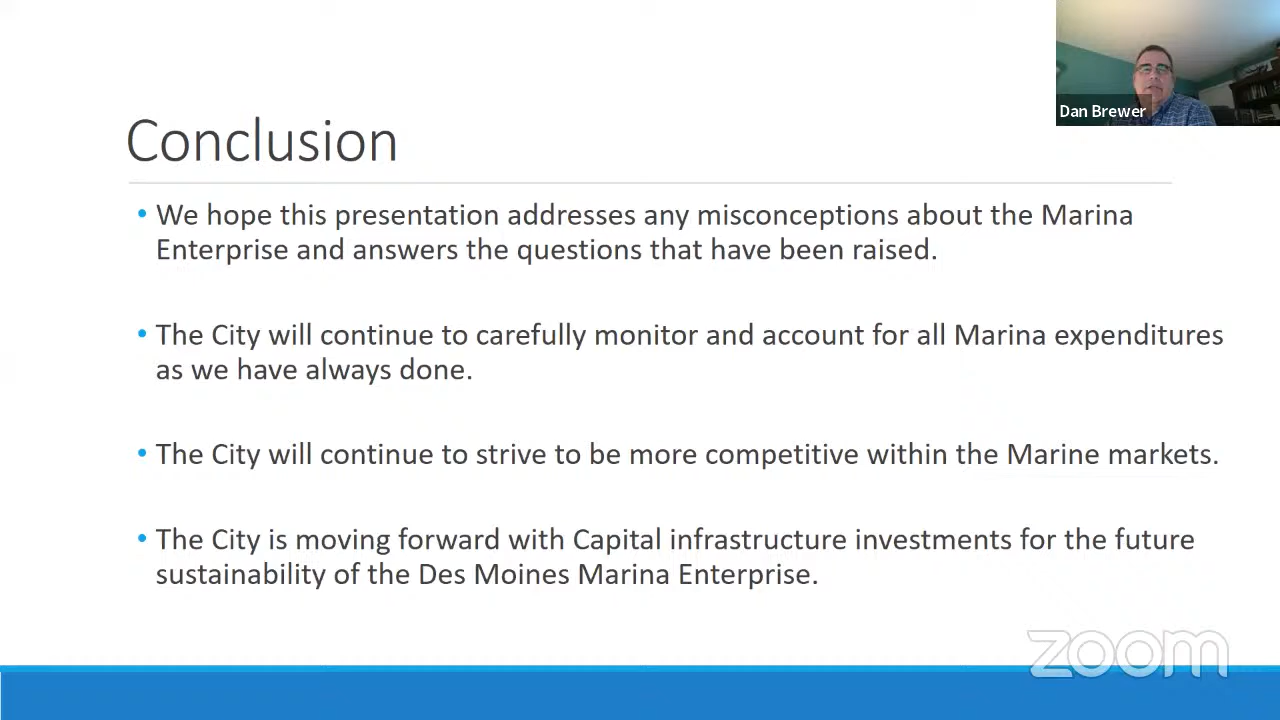 Dan Brewer
Conclusion
• We hope this presentation addresses any misconceptions about the Marina
Enterprise and answers the questions that have been raised.
• The City will continue to carefully monitor and account for all Marina expenditures
as we have always done.
• The City will continue to strive to be more competitive within the Marine markets.
• The City is moving forward with Capital infrastructure investments for the future
sustainability of the Des Moines Marina Enterprise.
zoom